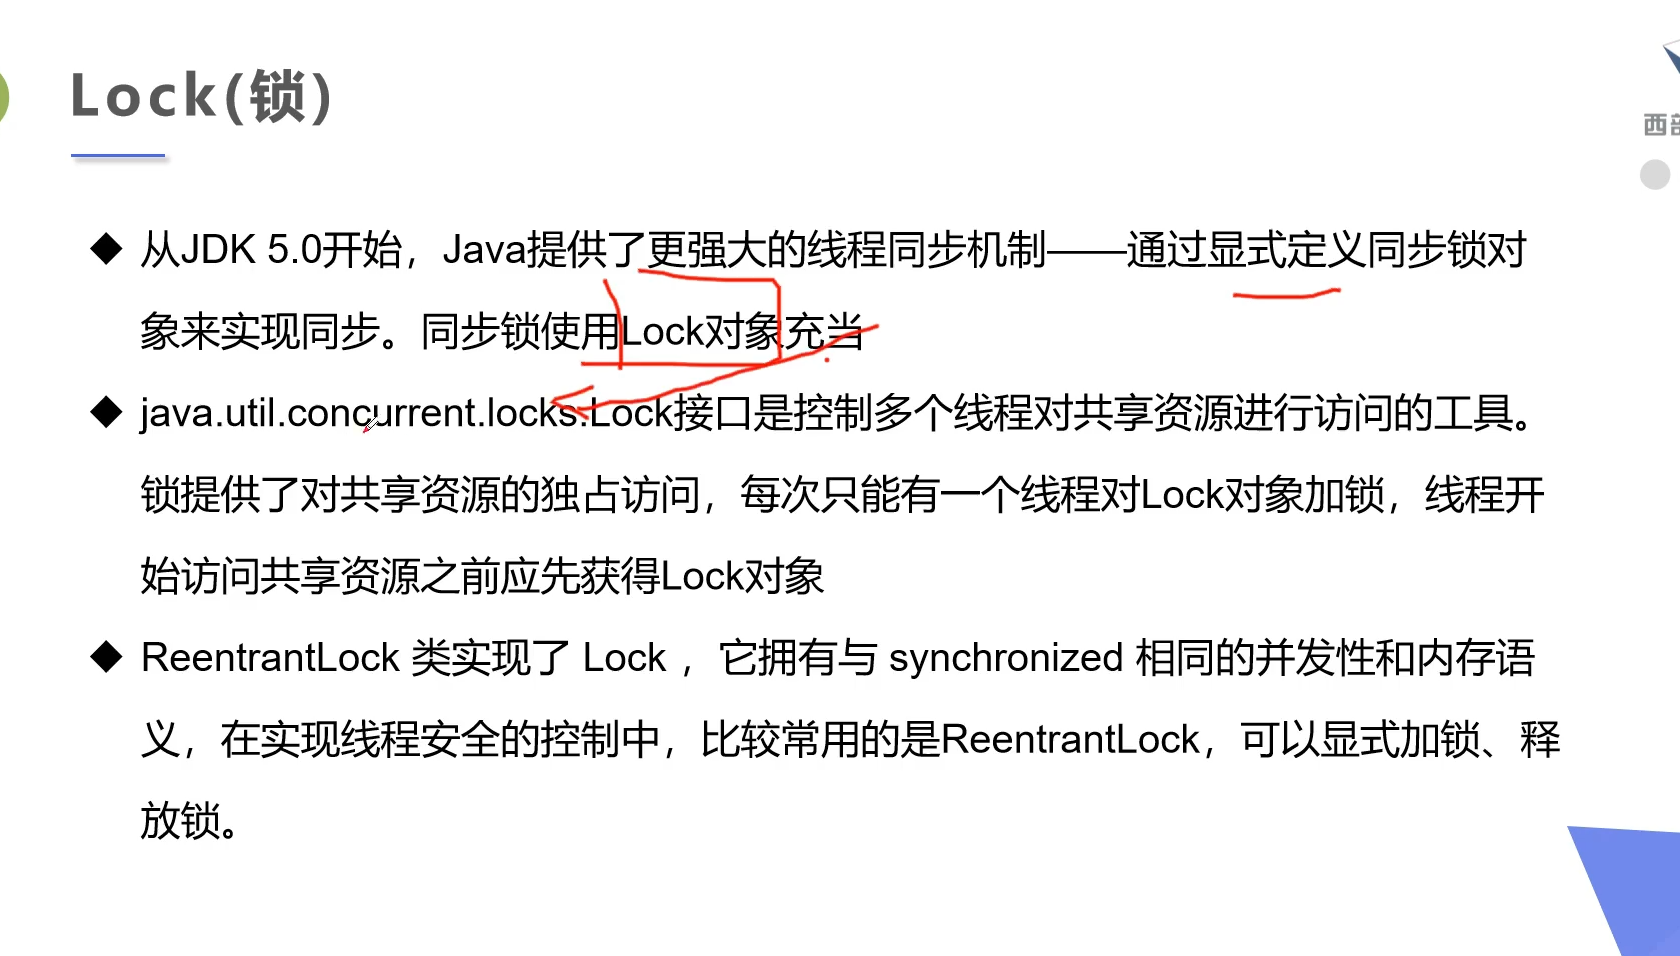 Lock(锁)
西部
从JDK 5.0开始，Java提供了更强大的线程同步机制——通过显式定义同步锁对
象来实现同步。同步锁使用Lock对象充当
java.util.concurrent.locks.Lock接口是控制多个线程对共享资源进行访问的工具。
锁提供了对共享资源的独占访问，每次只能有一个线程对Lock对象加锁，线程开
始访问共享资源之前应先获得Lock对象
ReentrantLock 类实现了 Lock ，它拥有与 synchronized 相同的并发性和内存语
义，在实现线程安全的控制中，比较常用的是ReentrantLock，可以显式加锁、释
放锁。